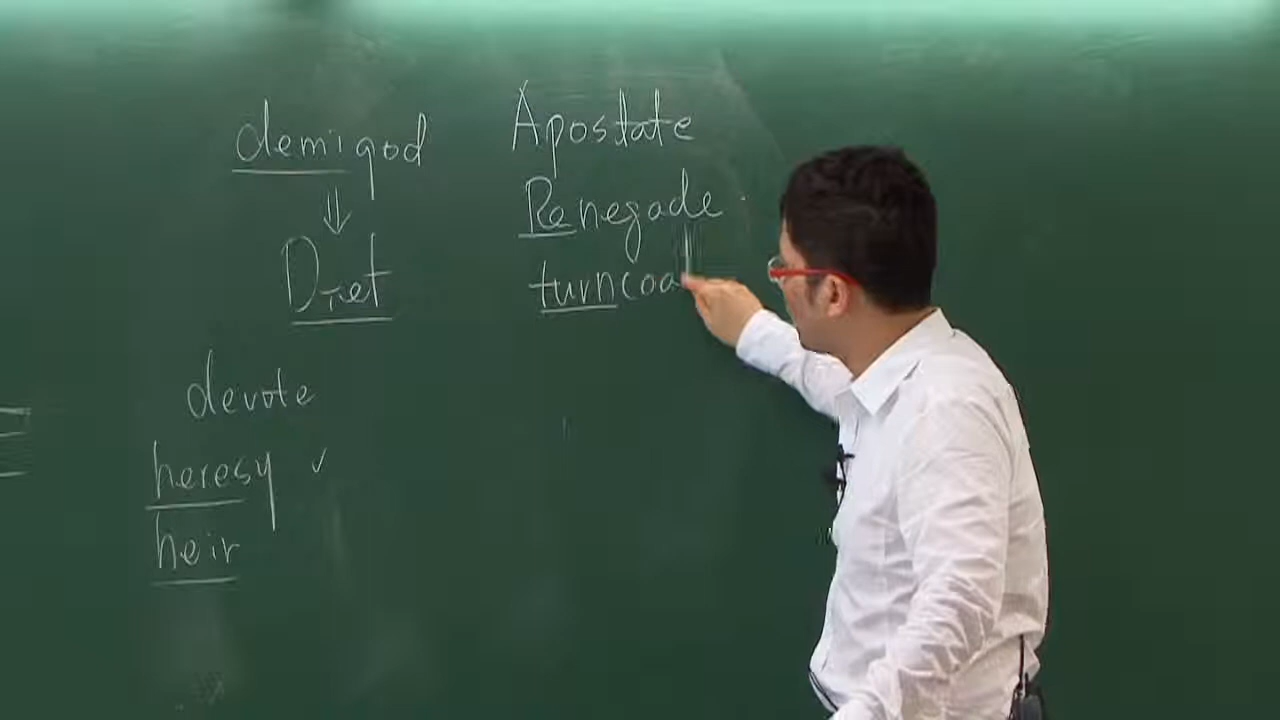 demigod
⇓
Diet
devote
heresy ✓
heir
Apostate
Renegade
turncoat